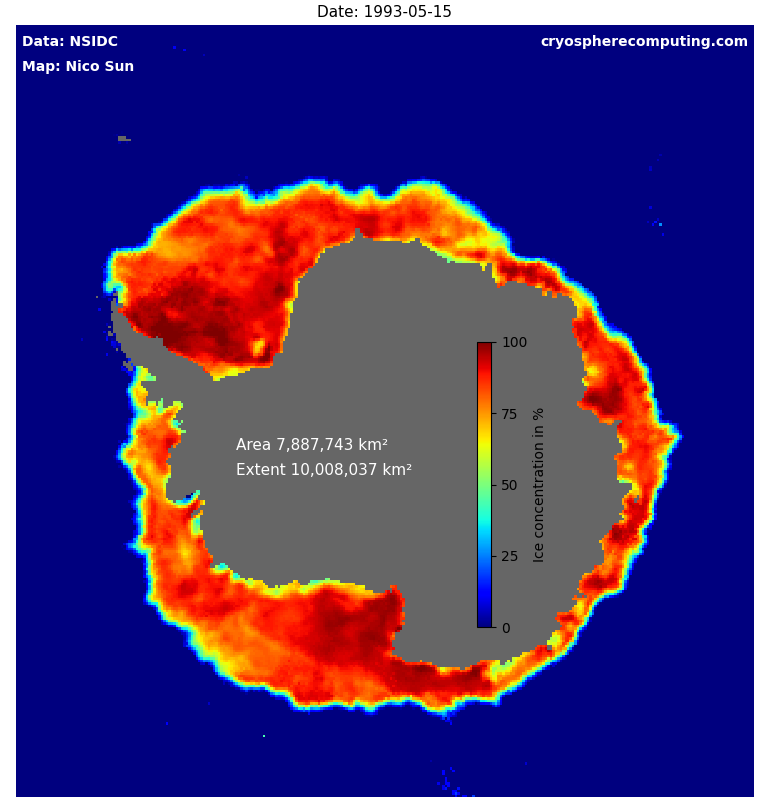 Date: 1993-05-15
Data: NSIDC
cryospherecomputing.com
Map: Nico Sun
100
75
50
25
0
Ice concentration in %
Area 7,887,743 km²
Extent 10,008,037 km²